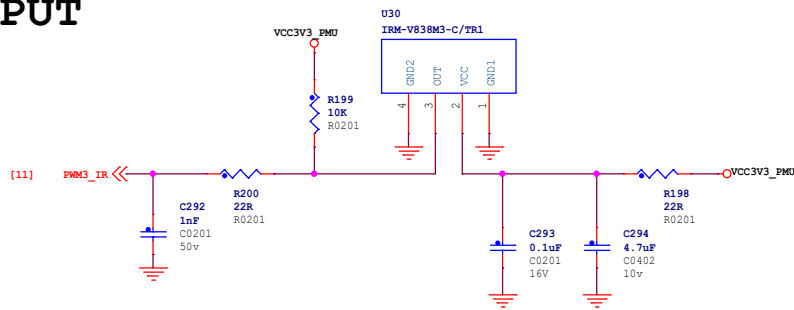 PUT
U30
IRM-V838M3-C/TR1
VCC3V3_PMU
GND2
OUT
VCC
GND1
4
3
2
1
R199
10K
R0201
[11] PWM3_IR
VCC3V3_PMU
R200
22R
R0201
R198
22R
R0201
C292
1nF
C0201
50v
C293
0.1uF
C0201
16V
C294
4.7uF
C0402
10v